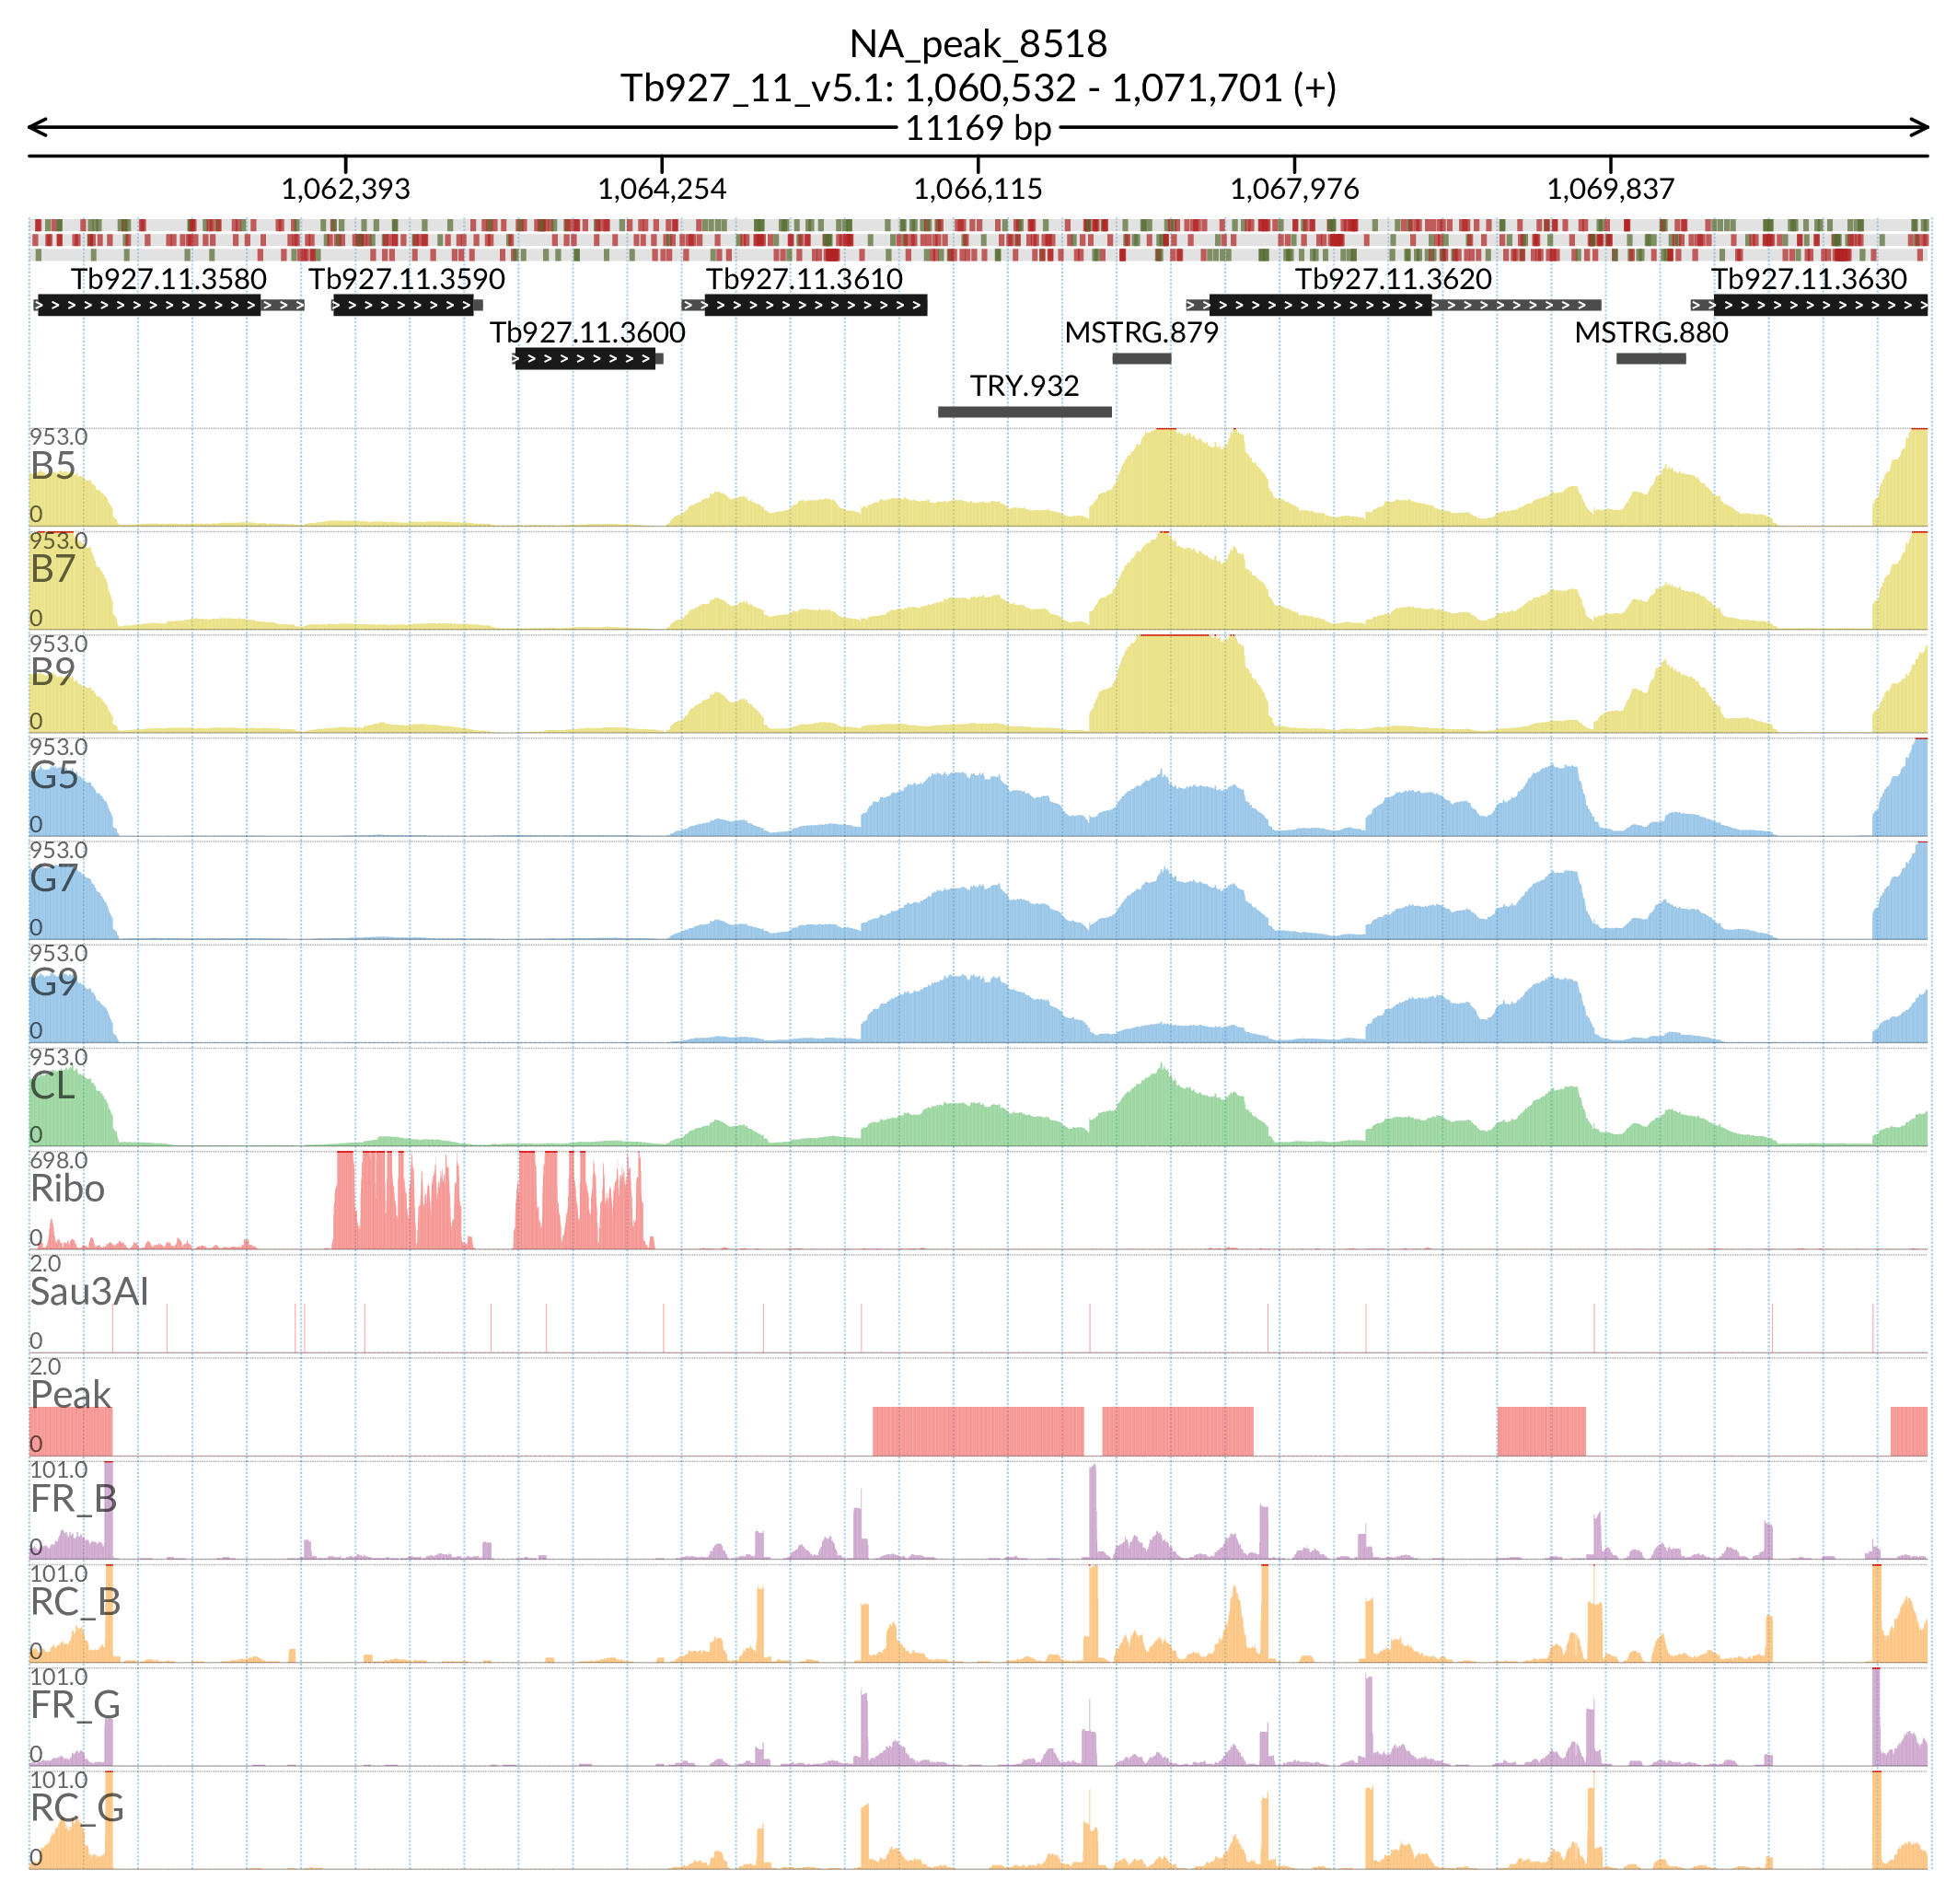 NA_peak_8518
Tb927_11_v5.1: 1,060,532 - 1,071,701 (+)
11169 bp
1,062,393 1,064,254 1,066,115 1,067,976 1,069,837
Tb927.11.3580 Tb927.11.3590 Tb927.11.3610 Tb927.11.3620 Tb927.11.3630
Tb927.11.3600 MSTRG.879 MSTRG.880
TRY.932
953.0
B5
0
953.0
B7
0
953.0
B9
0
953.0
G5
0
953.0
G7
0
953.0
G9
0
953.0
CL
0
698.0
Ribo
0
2.0
Sau3AI
0
2.0
Peak
0
101.0
FR_B
0
101.0
RC_B
0
101.0
FR_G
0
101.0
RC_G
0